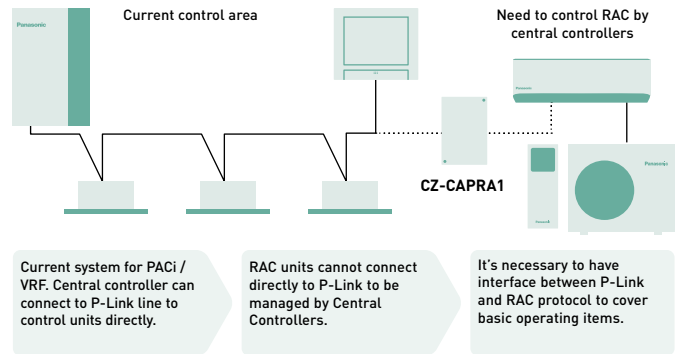 Current control area
Need to control RAC by
central controllers
Panasonic
Panasonic
CZ-CAPRA1
Panasonic
Panasonic
Current system for PACi /
VRF. Central controller can
connect to P-Link line to
control units directly.
RAC units cannot connect
directly to P-Link to be
managed by Central
Controllers.
It's necessary to have
interface between P-Link
and RAC protocol to cover
basic operating items.